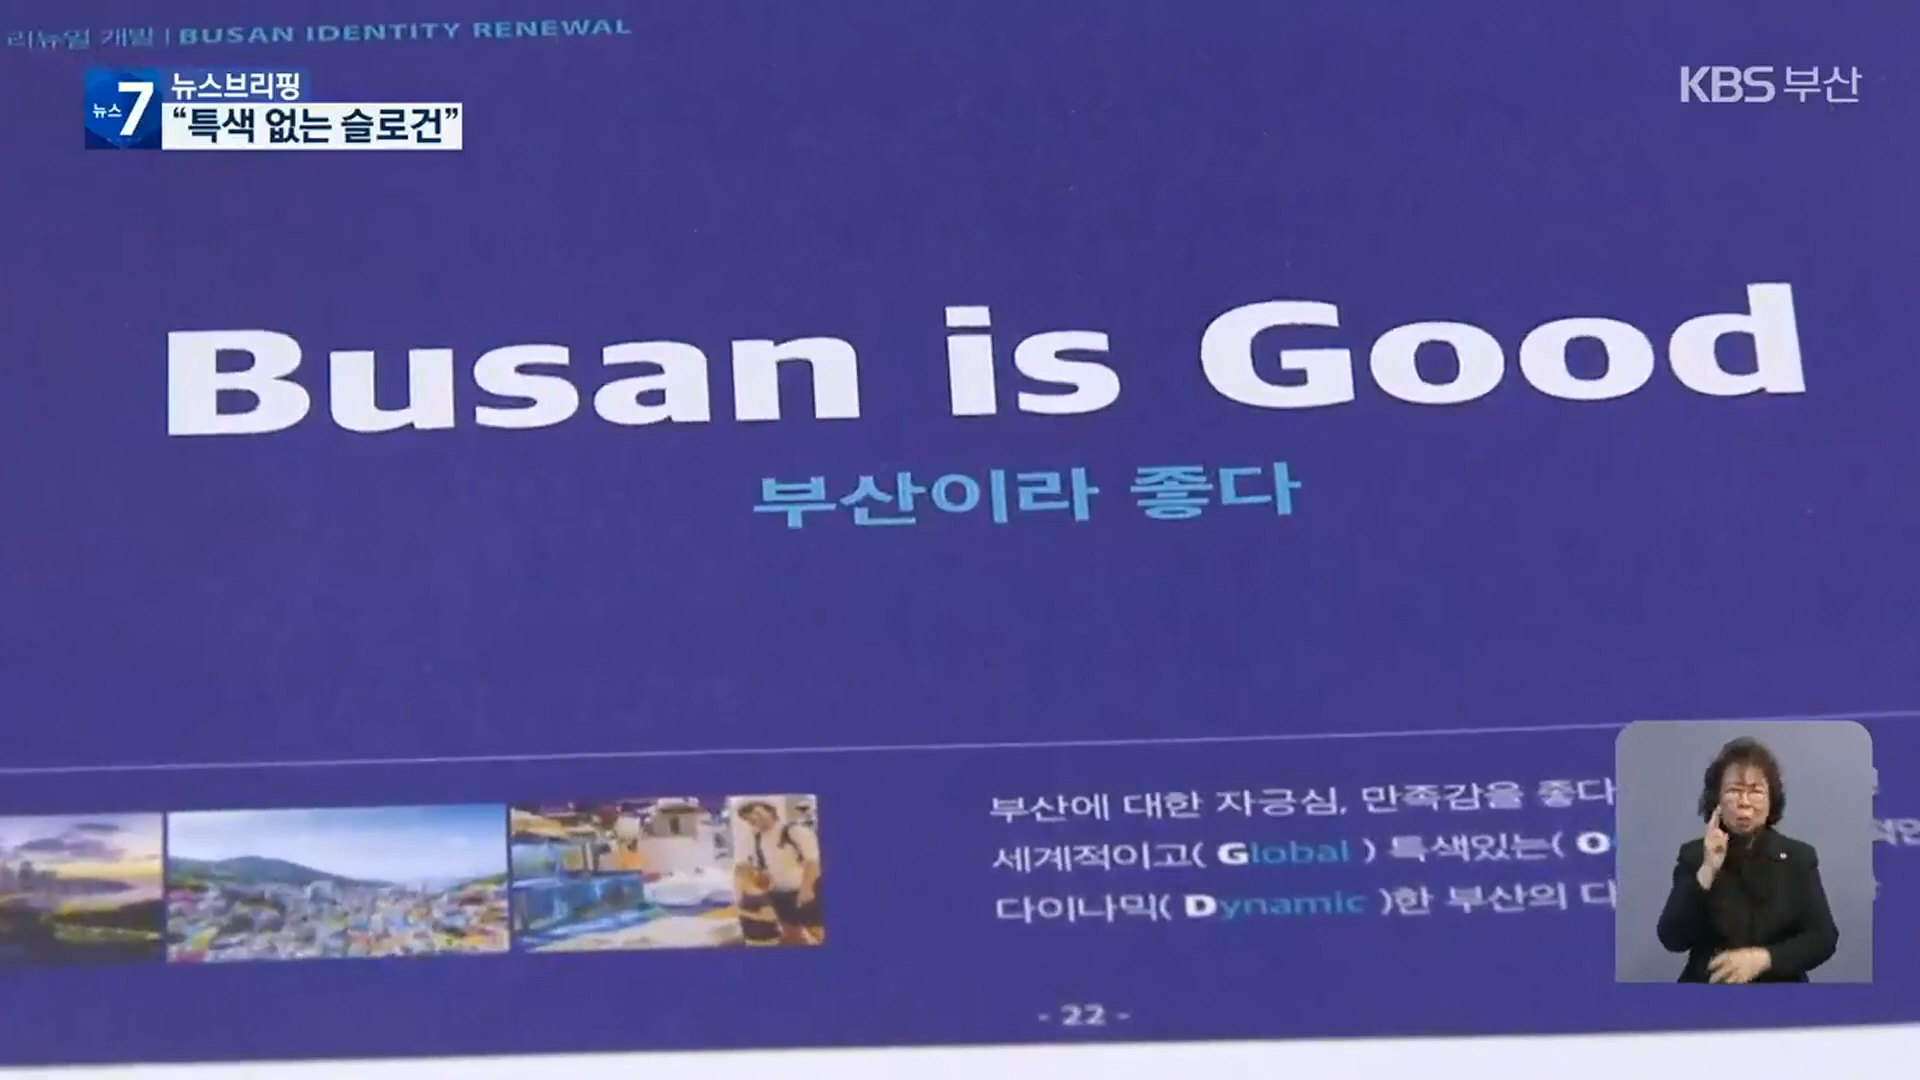 리뉴얼 개발 | BUSAN IDENTITY RENEWAL
뉴스7
뉴스브리핑
“특색 없는 슬로건”
KBS 부산
Busan is Good
부산이라 좋다
부산에 대한 자긍심, 만족감을 좋다
세계적이고( Global ) 특색있는( O
다이나믹( Dynamic )한 부산의 다
- 22 -